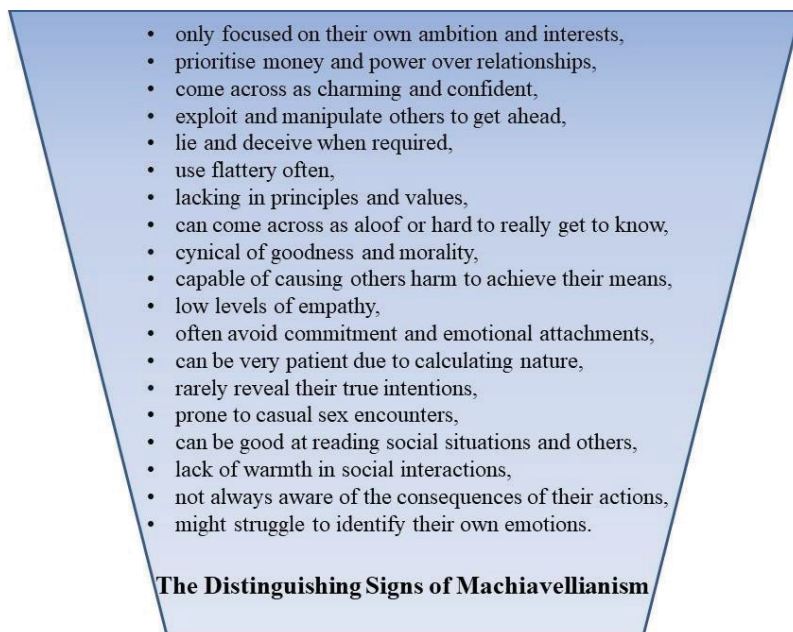 • only focused on their own ambition and interests,
• prioritise money and power over relationships,
• come across as charming and confident,
• exploit and manipulate others to get ahead,
• lie and deceive when required,
• use flattery often,
• lacking in principles and values,
• can come across as aloof or hard to really get to know,
• cynical of goodness and morality,
• capable of causing others harm to achieve their means,
• low levels of empathy,
• often avoid commitment and emotional attachments,
• can be very patient due to calculating nature,
• rarely reveal their true intentions,
• prone to casual sex encounters,
• can be good at reading social situations and others,
• lack of warmth in social interactions,
• not always aware of the consequences of their actions,
• might struggle to identify their own emotions.
The Distinguishing Signs of Machiavellianism